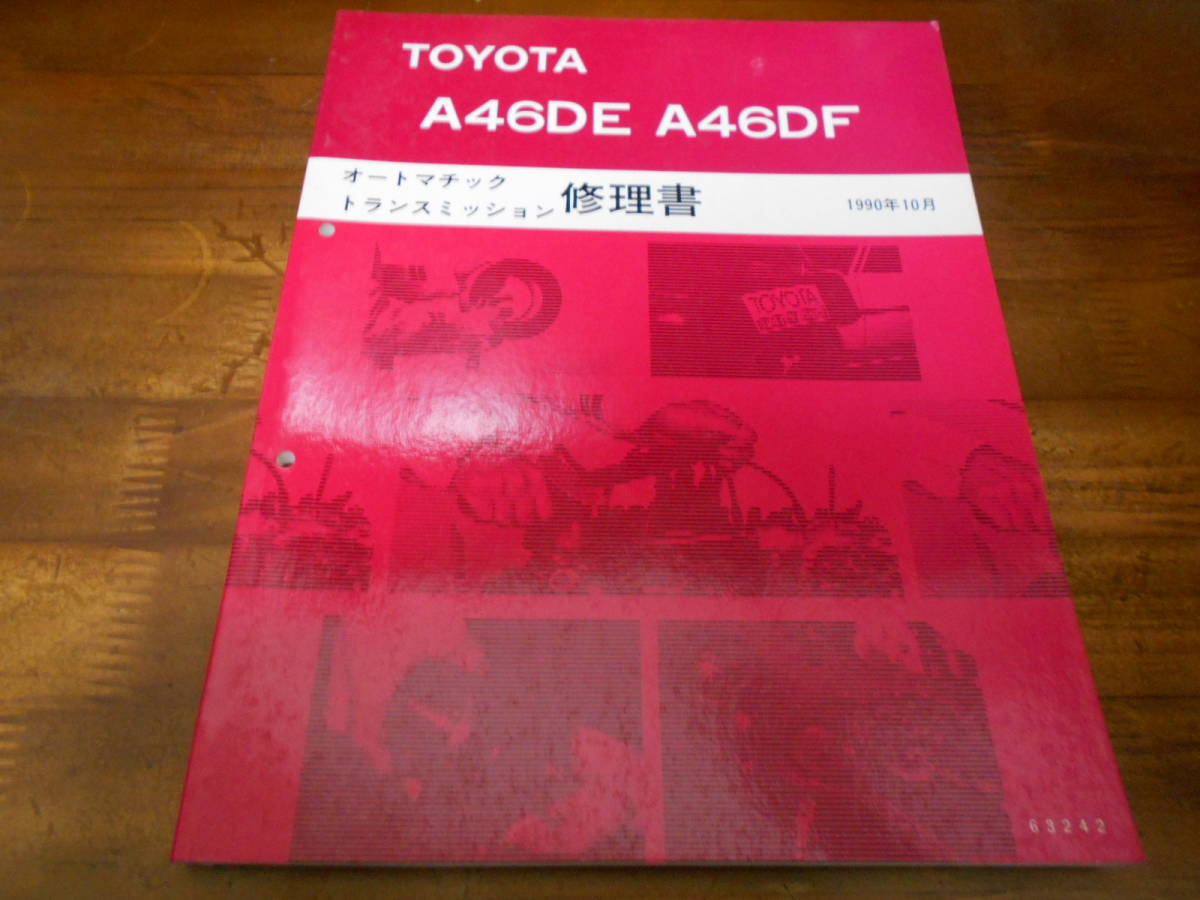 TOYOTA
A46DE A46DF
オートマチック
トランスミッション 修理書 1990年10月
TOYOTA
63242